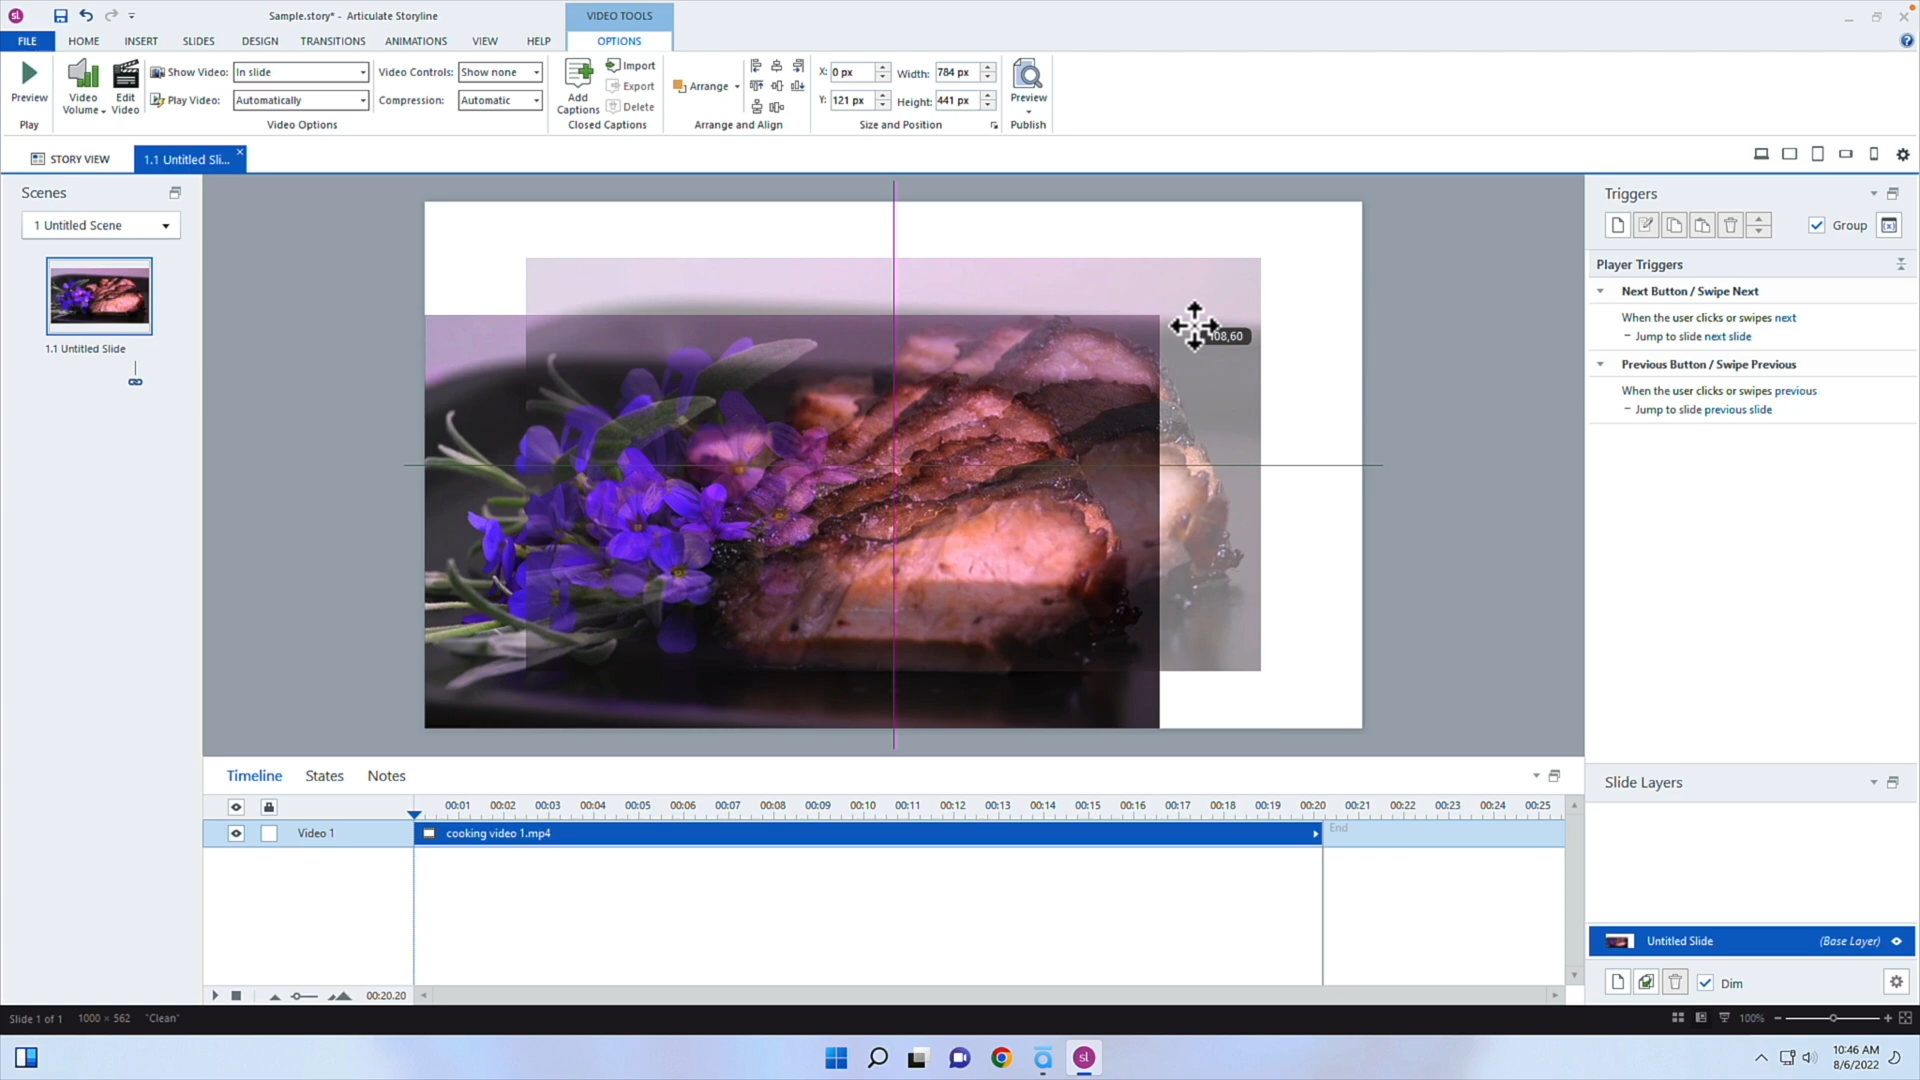 sl Sample.story* - Articulate Storyline VIDEO TOOLS
FILE HOME INSERT SLIDES DESIGN TRANSITIONS ANIMATIONS VIEW HELP OPTIONS
Show Video: In slide Video Controls: Show none Import X: 0 px Width: 784 px
Preview Video Volume Edit Video Play Video: Automatically Compression: Automatic Add Captions Export Delete Arrange Y: 121 px Height: 441 px Preview
Play Video Options Closed Captions Arrange and Align Size and Position Publish
STORY VIEW 1.1 Untitled Sli...
Scenes
1 Untitled Scene
1.1 Untitled Slide
108,60
Triggers
Group
Player Triggers
Next Button / Swipe Next
When the user clicks or swipes next
- Jump to slide next slide
Previous Button / Swipe Previous
When the user clicks or swipes previous
- Jump to slide previous slide
Timeline States Notes
00:01 00:02 00:03 00:04 00:05 00:06 00:07 00:08 00:09 00:10 00:11 00:12 00:13 00:14 00:15 00:16 00:17 00:18 00:19 00:20 00:21 00:22 00:23 00:24 00:25
Video 1 cooking video 1.mp4 End
00:20.20
Slide Layers
Untitled Slide (Base Layer)
Dim
Slide 1 of 1 1000 × 562 "Clean" 100%
sl
10:46 AM
8/6/2022